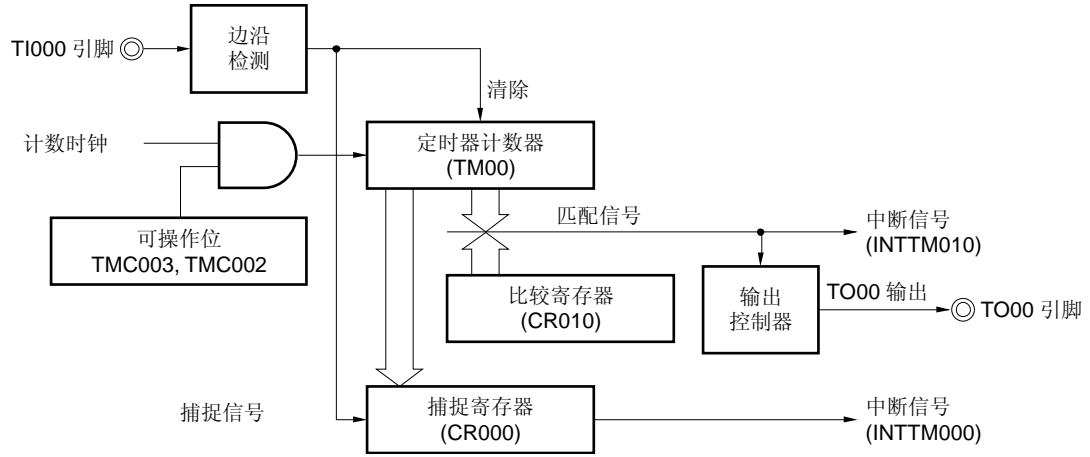 TI000 引脚
边沿
检测
清除
计数时钟
定时器计数器
(TM00)
可操作位
TMC003, TMC002
匹配信号
中断信号
(INTTM010)
比较寄存器
(CR010)
输出
控制器
TO00 输出
TO00 引脚
捕捉信号
捕捉寄存器
(CR000)
中断信号
(INTTM000)